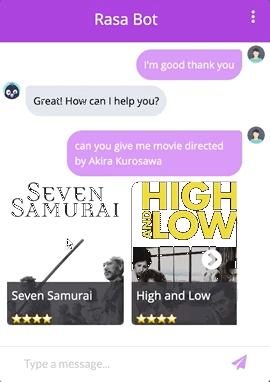 Rasa Bot
I'm good thank you
Great! How can I help you?
can you give me movie directed
by Akira Kurosawa
SEVEN
SAMURAI
HIGH
AND
LOW
Seven Samurai
High and Low
Type a message...